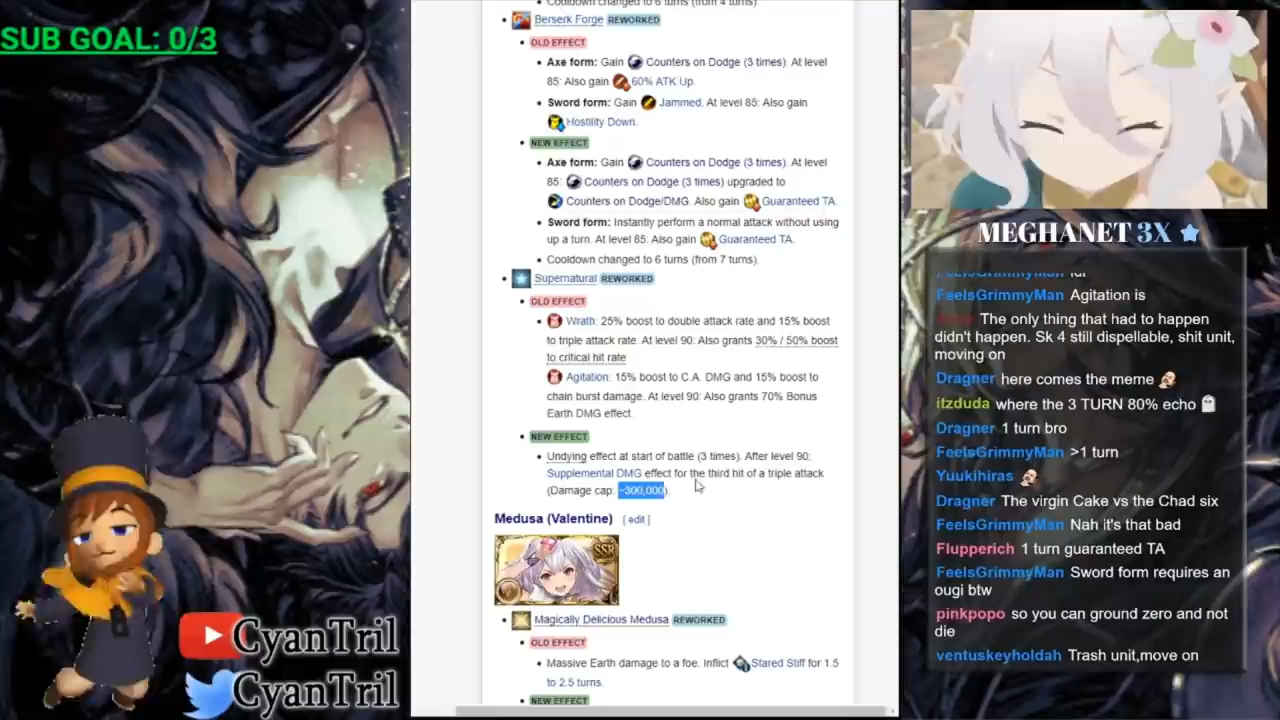 SUB GOAL: 0/3
Cooldown changed to 6 turns (from 4 turns).
Berserk Forge REWORKED
OLD EFFECT
Axe form: Gain Counters on Dodge (3 times). At level
85: Also gain 60% ATK Up.
Sword form: Gain Jammed. At level 85: Also gain
Hostility Down.
NEW EFFECT
Axe form: Gain Counters on Dodge (3 times). At level
85: Counters on Dodge (3 times) upgraded to
Counters on Dodge/DMG. Also gain Guaranteed TA.
Sword form: Instantly perform a normal attack without using
up a turn. At level 85: Also gain Guaranteed TA.
Cooldown changed to 6 turns (from 7 turns).
Supernatural REWORKED
OLD EFFECT
Wrath: 25% boost to double attack rate and 15% boost
to triple attack rate. At level 90: Also grants 30% / 50% boost
to critical hit rate
Agitation: 15% boost to C.A. DMG and 15% boost to
chain burst damage. At level 90: Also grants 70% Bonus
Earth DMG effect.
NEW EFFECT
Undying effect at start of battle (3 times). After level 90:
Supplemental DMG effect for the third hit of a triple attack
(Damage cap: ~300,000).
Medusa (Valentine) [ edit ]
SSR
Magically Delicious Medusa REWORKED
OLD EFFECT
Massive Earth damage to a foe. Inflict Stared Stiff for 1.5
to 2.5 turns.
NEW EFFECT
CyanTril
CyanTril
MEGHANET 3X
FeelsGrimmyMan
FeelsGrimmyMan Agitation is
The only thing that had to happen
didn't happen. Sk 4 still dispellable, shit unit,
moving on
Dragner here comes the meme
itzduda where the 3 TURN 80% echo
Dragner 1 turn bro
FeelsGrimmyMan >1 turn
Yuukihiras
Dragner The virgin Cake vs the Chad six
FeelsGrimmyMan Nah it's that bad
Flupperich 1 turn guaranteed TA
FeelsGrimmyMan Sword form requires an
ougi btw
pinkpopo so you can ground zero and not
die
ventuskeyholdah Trash unit,move on